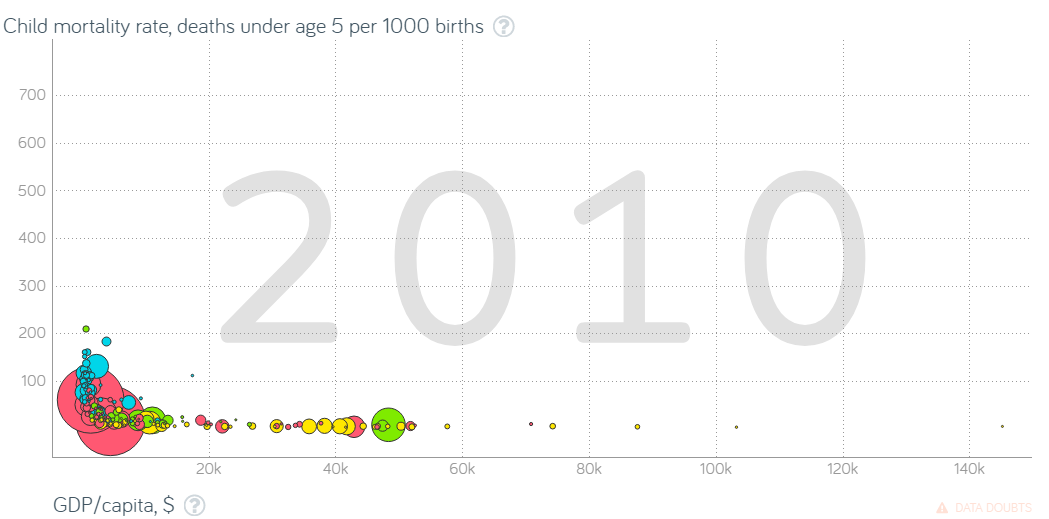 Child mortality rate, deaths under age 5 per 1000 births ?
700
600
500
400
300
200
100
2010
20k 40k 60k 80k 100k 120k 140k
GDP/capita, $ ?
DATA DOUBTS